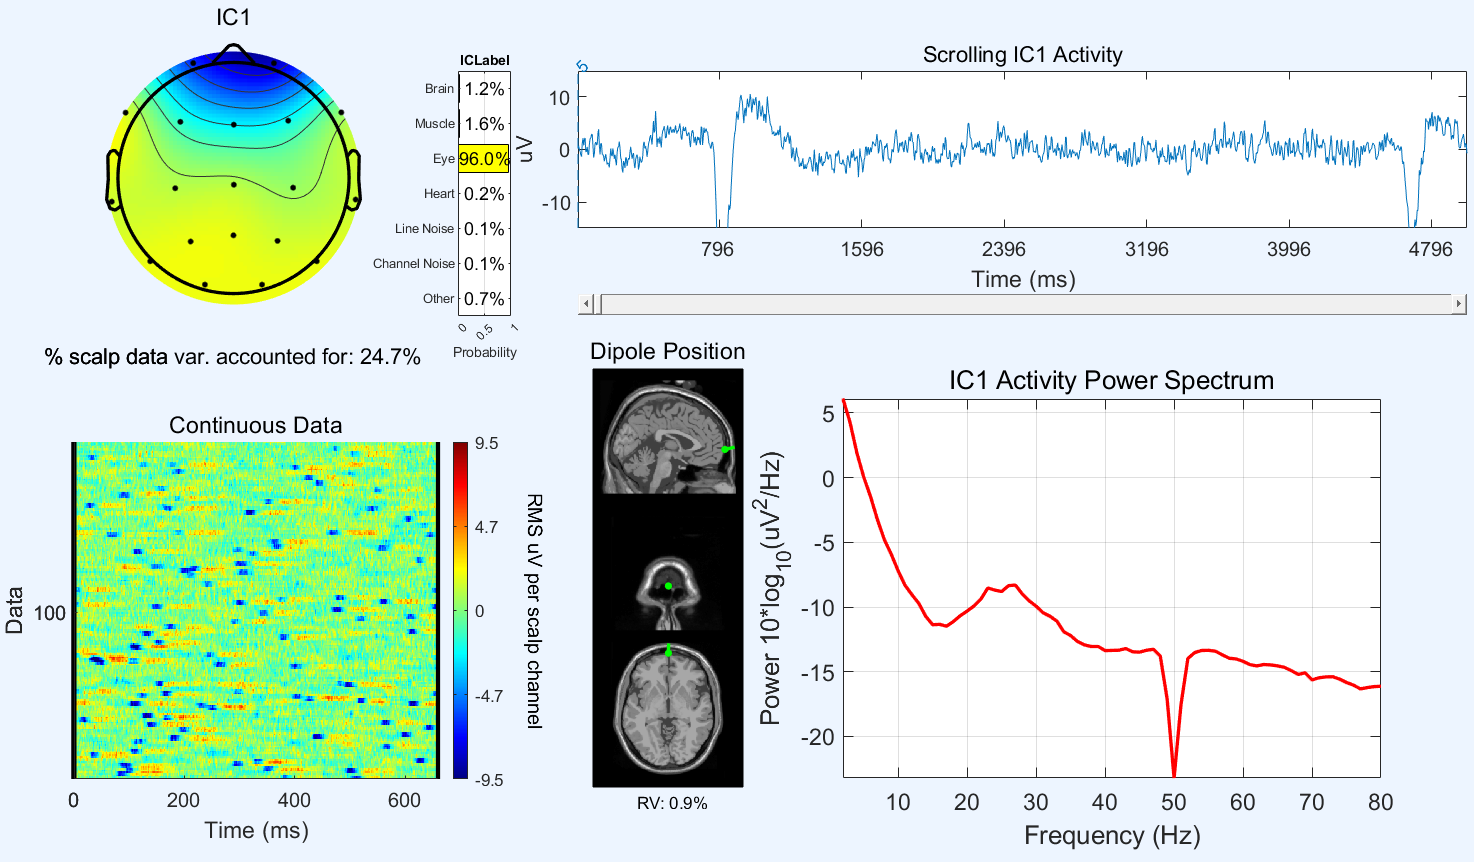 IC1
ICLabel
Brain 1.2%
Muscle 1.6%
Eye 96.0%
Heart 0.2%
Line Noise 0.1%
Channel Noise 0.1%
Other 0.7%
0 0.5 1
Probability
% scalp data var. accounted for: 24.7%
Scrolling IC1 Activity
5
uV
10
0
-10
796 1596 2396 3196 3996 4796
Time (ms)
Continuous Data
Data
100
0 200 400 600
Time (ms)
9.5
4.7
0
-4.7
-9.5
RMS uV per scalp channel
Dipole Position
RV: 0.9%
IC1 Activity Power Spectrum
Power 10*log10(uV2/Hz)
5
0
-5
-10
-15
-20
10 20 30 40 50 60 70 80
Frequency (Hz)